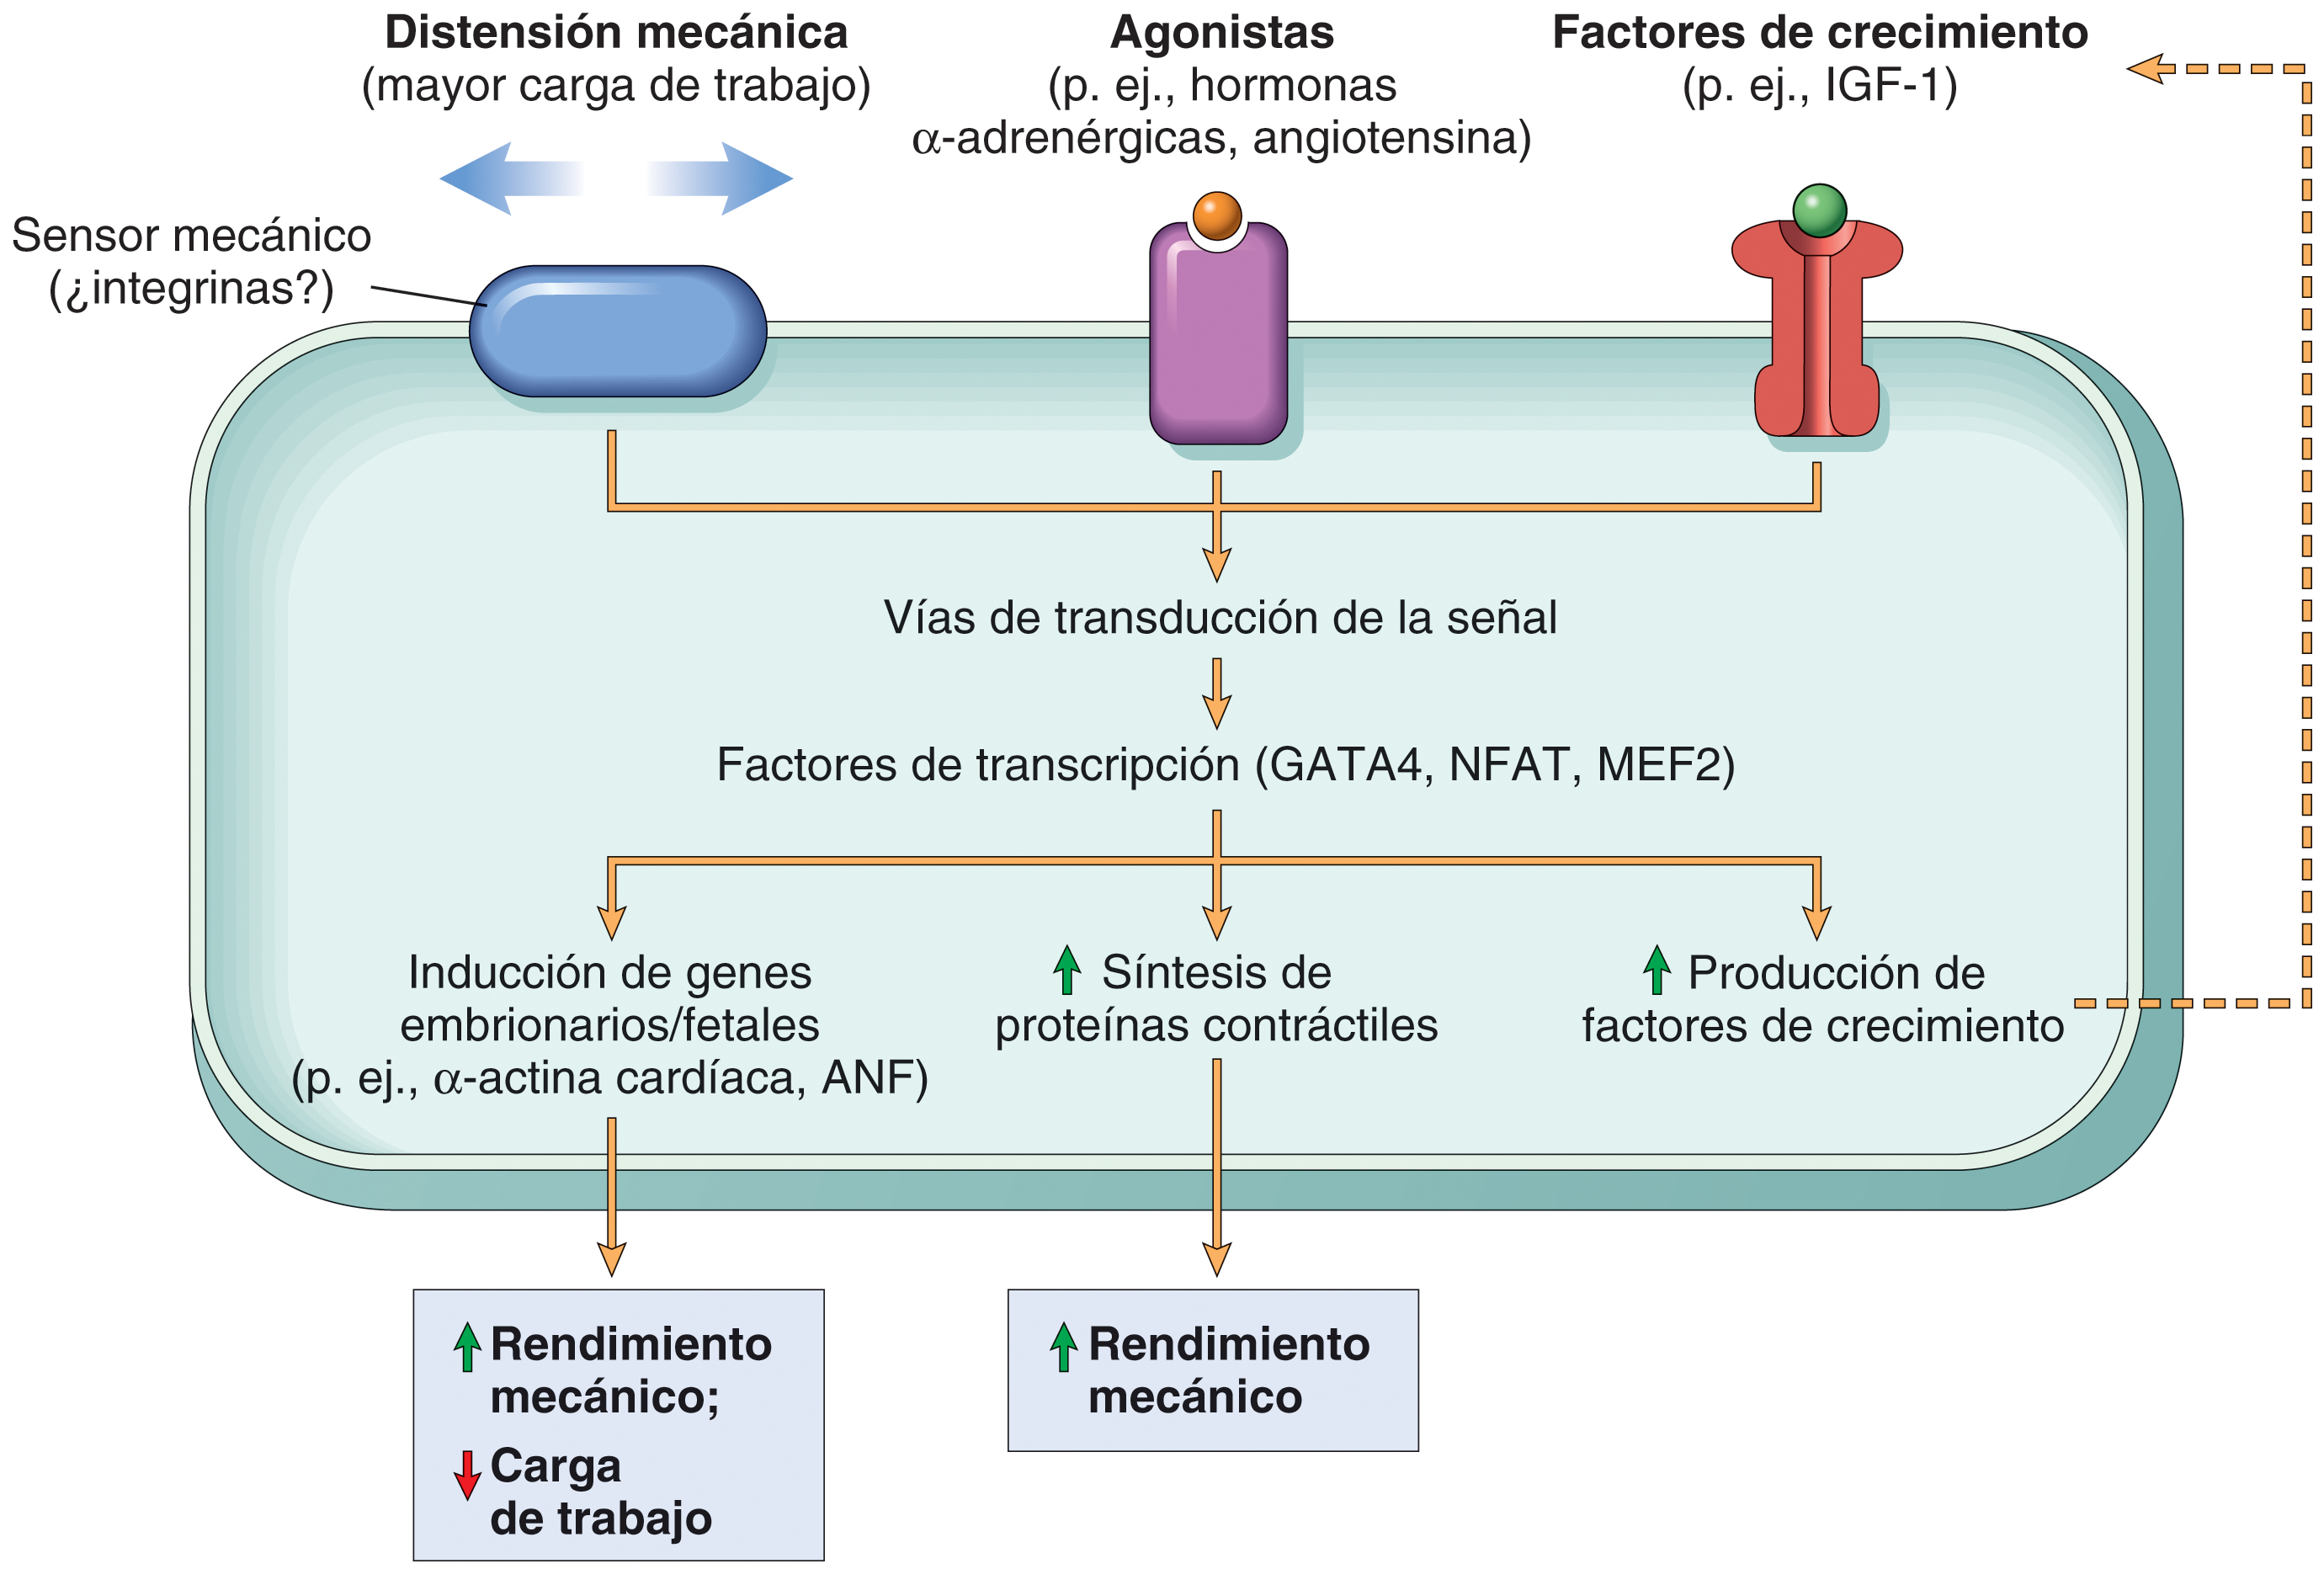 Distensión mecánica
(mayor carga de trabajo)
Agonistas
(p. ej., hormonas
α-adrenérgicas, angiotensina)
Factores de crecimiento
(p. ej., IGF-1)
Sensor mecánico
(¿integrinas?)
Vías de transducción de la señal
Factores de transcripción (GATA4, NFAT, MEF2)
Inducción de genes
embrionarios/fetales
(p. ej., α-actina cardíaca, ANF)
Síntesis de
proteínas contráctiles
Producción de
factores de crecimiento
Rendimiento
mecánico;
Carga
de trabajo
Rendimiento
mecánico